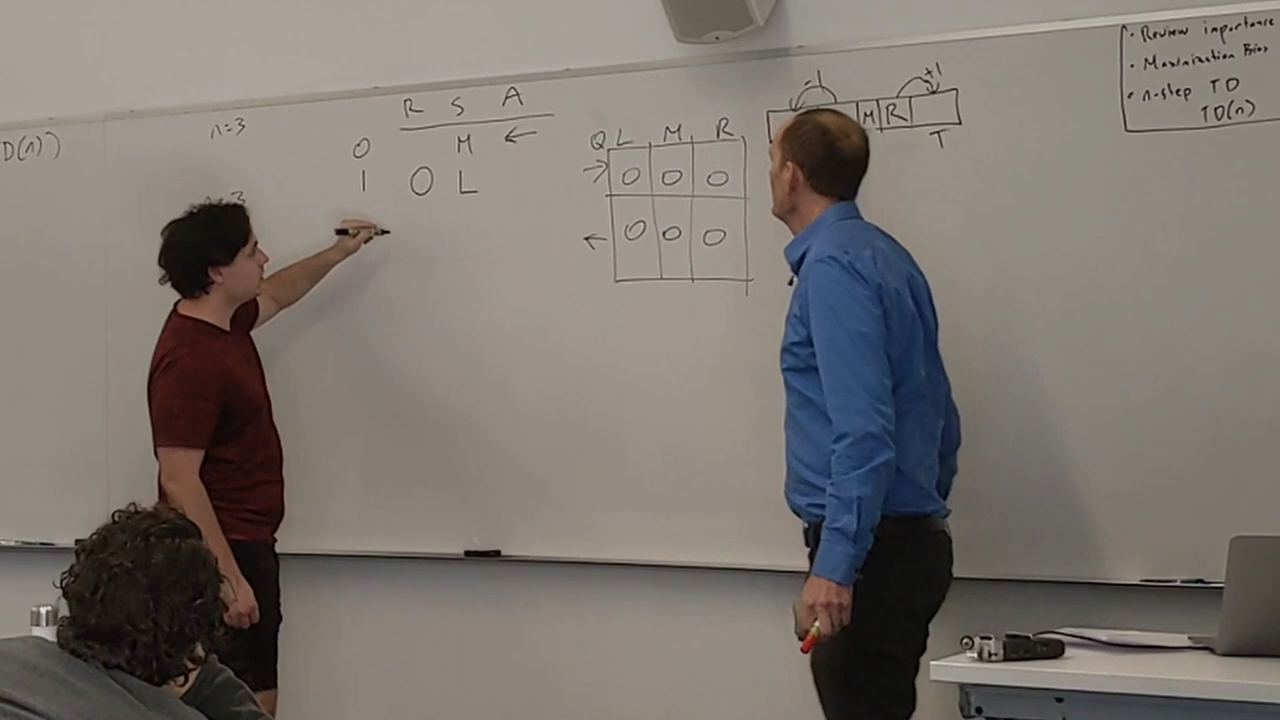 D(n))
n=3
R S A
0 M ←
1 0 L
Q L M R
→ 0 0 0
← 0 0 0
-1 +1
M R
T
· Review importance
· Maximization Bias
· n-step TD
TD(n)